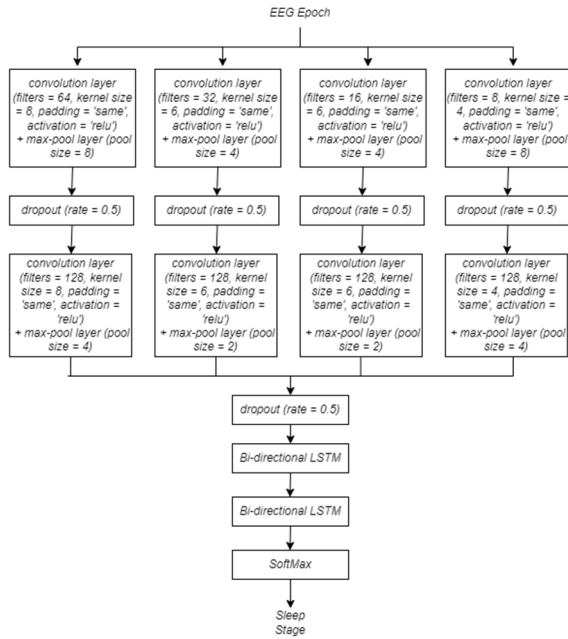 EEG Epoch
convolution layer
(filters = 64, kernel size
= 8, padding = 'same',
activation = 'relu')
+ max-pool layer (pool
size = 8)
convolution layer
(filters = 32, kernel size =
6, padding = 'same',
activation = 'relu')
+ max-pool layer (pool
size = 4)
convolution layer
(filters = 16, kernel size =
6, padding = 'same',
activation = 'relu')
+ max-pool layer (pool
size = 4)
convolution layer
(filters = 8, kernel size =
4, padding = 'same',
activation = 'relu')
+ max-pool layer (pool
size = 8)
dropout (rate = 0.5)
dropout (rate = 0.5)
dropout (rate = 0.5)
dropout (rate = 0.5)
convolution layer
(filters = 128, kernel
size = 8, padding =
'same', activation =
'relu')
+ max-pool layer (pool
size = 4)
convolution layer
(filters = 128, kernel
size = 6, padding =
'same', activation =
'relu')
+ max-pool layer (pool
size = 2)
convolution layer
(filters = 128, kernel
size = 6, padding =
'same', activation =
'relu')
+ max-pool layer (pool
size = 2)
convolution layer
(filters = 128, kernel
size = 4, padding =
'same', activation =
'relu')
+ max-pool layer (pool
size = 4)
dropout (rate = 0.5)
Bi-directional LSTM
Bi-directional LSTM
SoftMax
Sleep
Stage